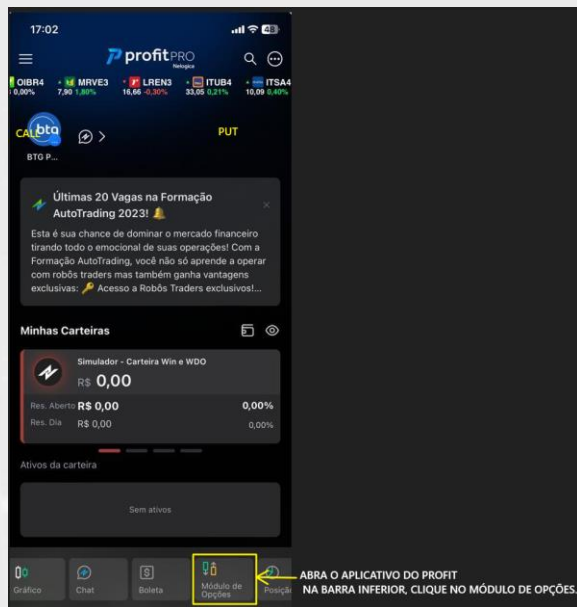 17:02
48
profitPRO
Nelogica
OIBR4 MRVE3 LREN3 ITUB4 ITSA4
0,00% 7,90 1,80% 16,66 -0,30% 33,05 0,21% 10,09 0,40%
CALL btg PUT
BTG P...
Últimas 20 Vagas na Formação
AutoTrading 2023!
Esta é sua chance de dominar o mercado financeiro
tirando todo o emocional de suas operações! Com a
Formação AutoTrading, você não só aprende a operar
com robôs traders mas também ganha vantagens
exclusivas: 🔑 Acesso a Robôs Traders exclusivos!...
Minhas Carteiras
Simulador - Carteira Win e WDO
R$ 0,00
Res. Aberto R$ 0,00 0,00%
Res. Dia R$ 0,00 0,00%
Ativos da carteira
Sem ativos
Gráfico Chat Boleta Módulo de Opções Posiçã
ABRA O APLICATIVO DO PROFIT
NA BARRA INFERIOR, CLIQUE NO MÓDULO DE OPÇÕES.